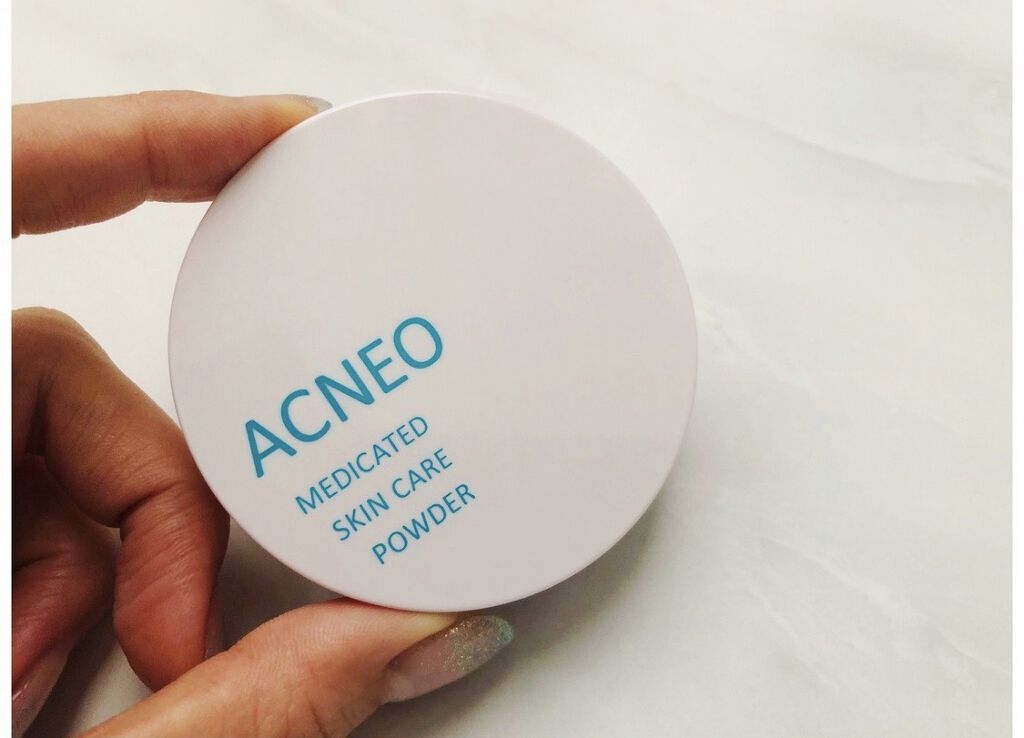 ACNEO
MEDICATED
SKIN CARE
POWDER